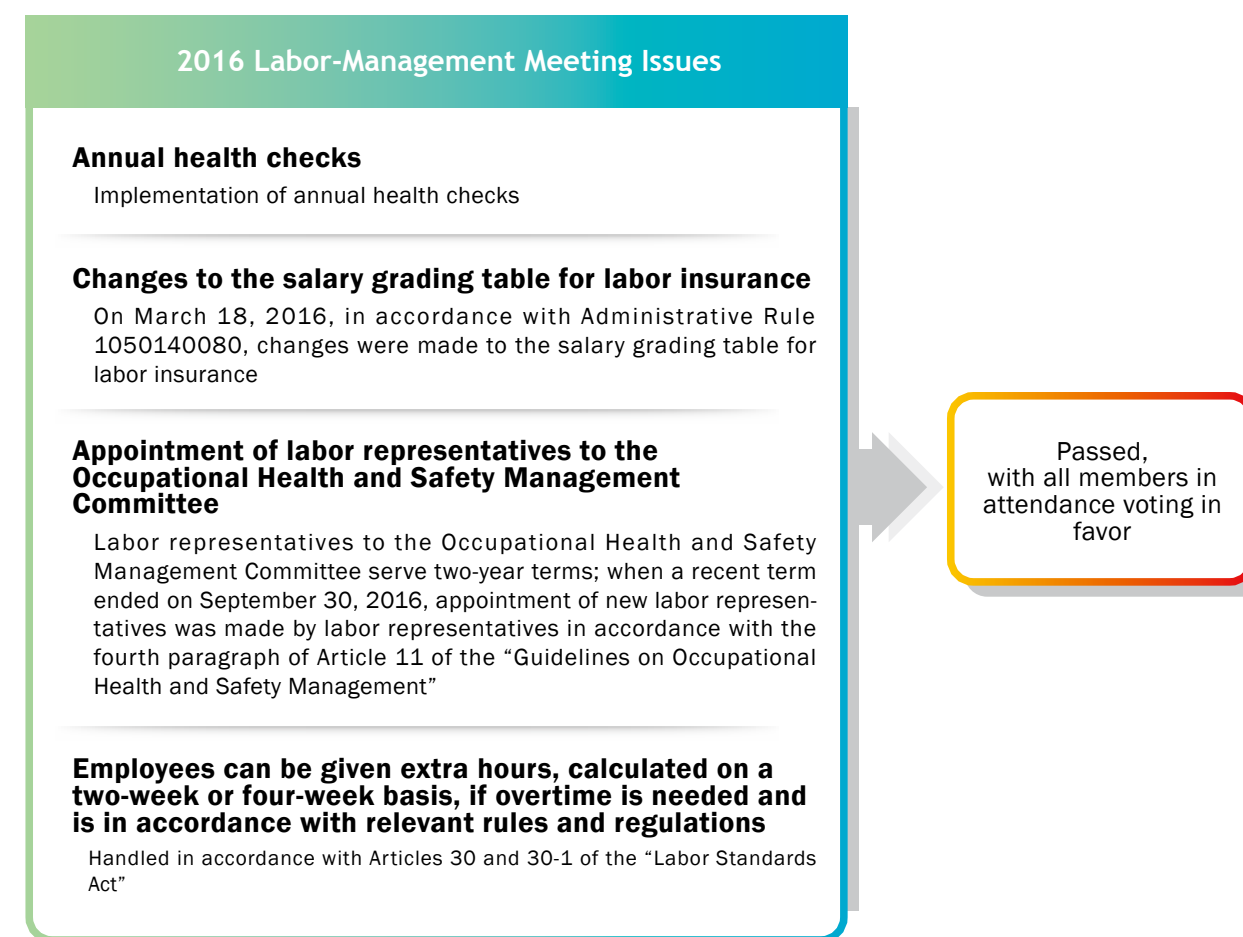 2016 Labor-Management Meeting Issues
Annual health checks
Implementation of annual health checks
Changes to the salary grading table for labor insurance
On March 18, 2016, in accordance with Administrative Rule
1050140080, changes were made to the salary grading table for
labor insurance
Appointment of labor representatives to the
Occupational Health and Safety Management
Committee
Labor representatives to the Occupational Health and Safety
Management Committee serve two-year terms; when a recent term
ended on September 30, 2016, appointment of new labor represen-
tatives was made by labor representatives in accordance with the
fourth paragraph of Article 11 of the “Guidelines on Occupational
Health and Safety Management”
Employees can be given extra hours, calculated on a
two-week or four-week basis, if overtime is needed and
is in accordance with relevant rules and regulations
Handled in accordance with Articles 30 and 30-1 of the “Labor Standards
Act”
Passed,
with all members in
attendance voting in
favor